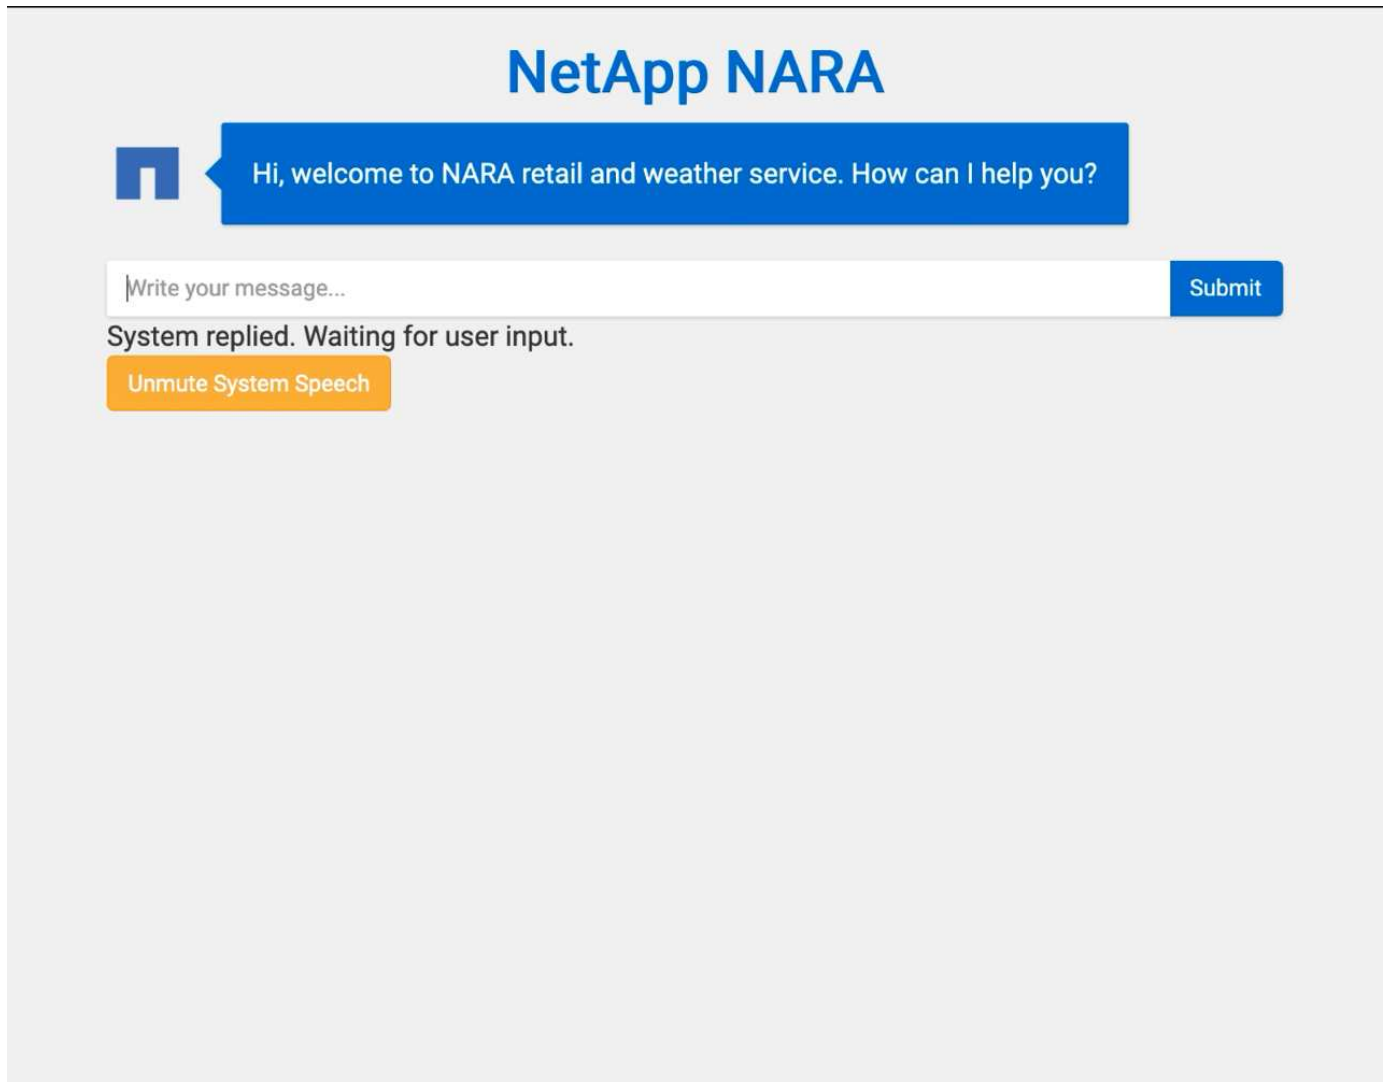 NetApp NARA
Hi, welcome to NARA retail and weather service. How can I help you?
Write your message...
Submit
System replied. Waiting for user input.
Unmute System Speech